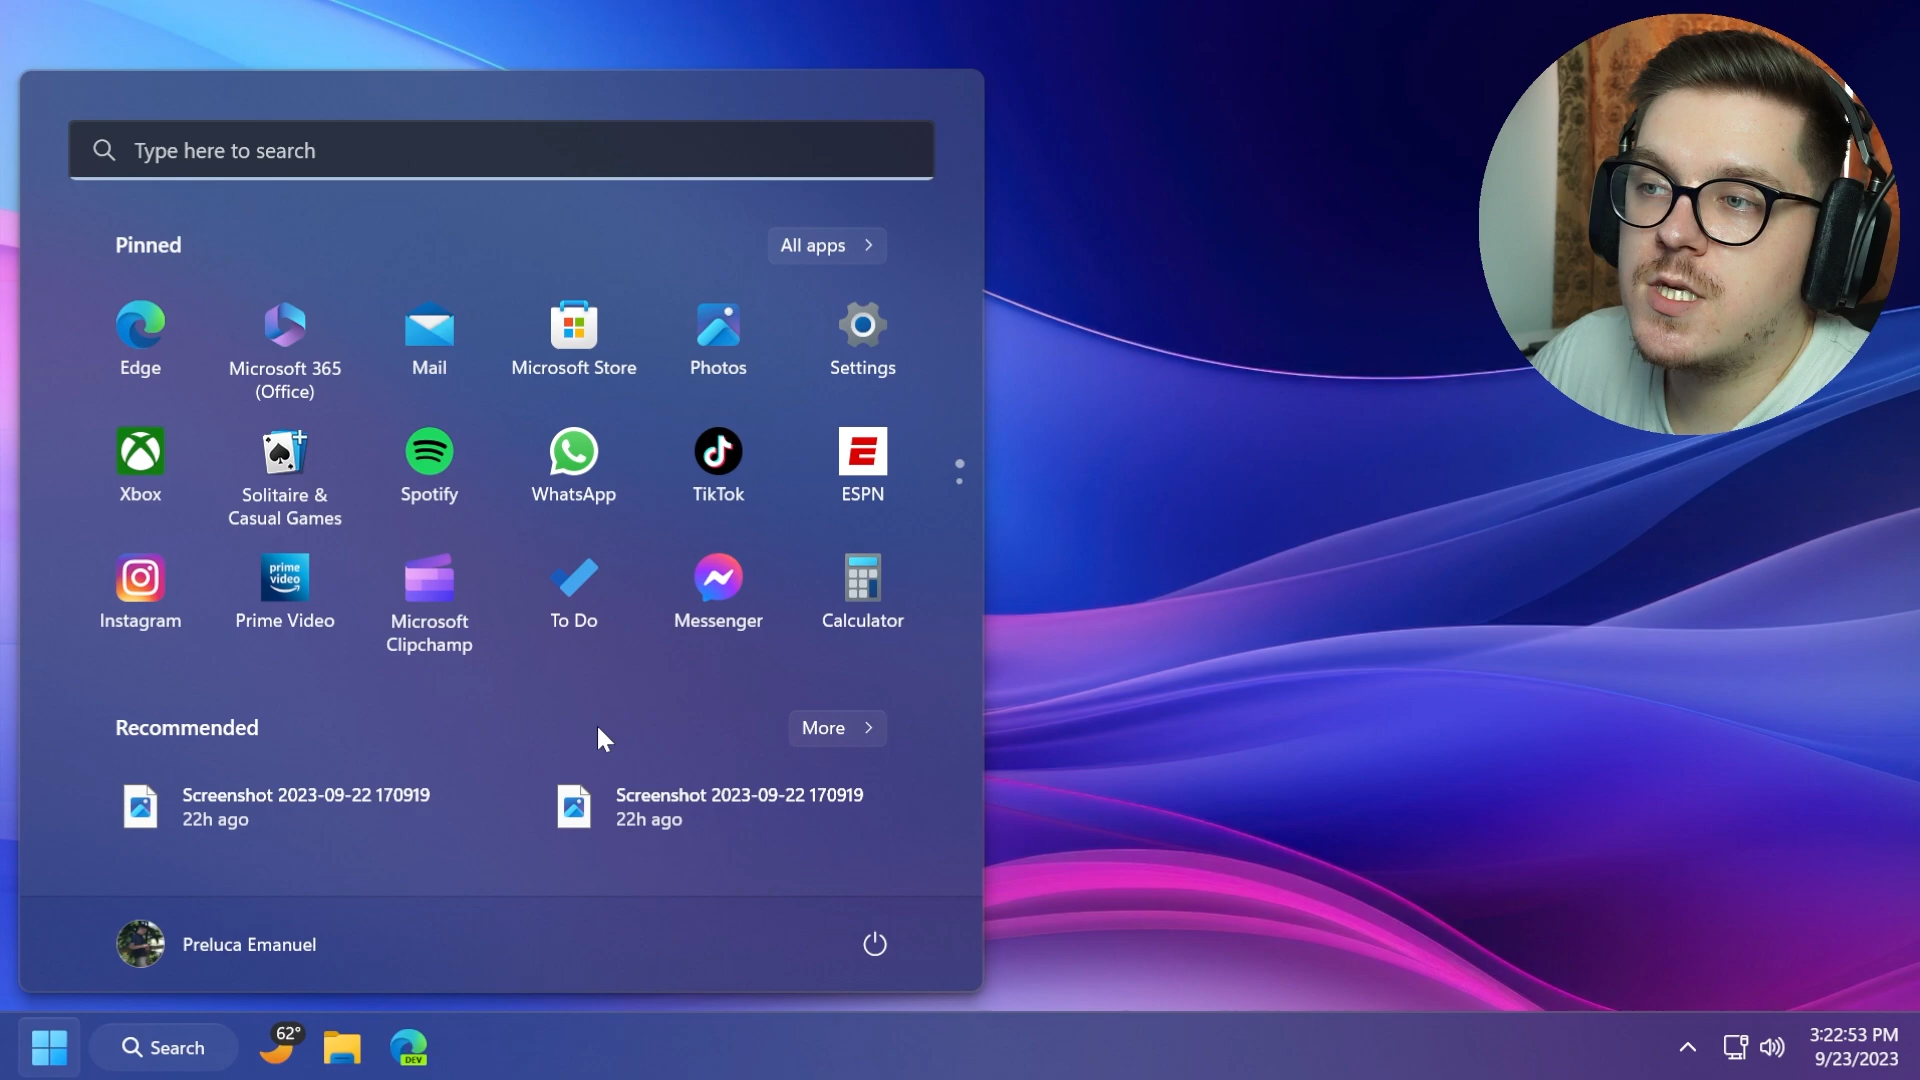 Type here to search
Pinned
All apps
Edge
Microsoft 365
(Office)
Mail
Microsoft Store
Photos
Settings
Xbox
Solitaire &
Casual Games
Spotify
WhatsApp
TikTok
ESPN
Instagram
prime
video
Prime Video
Microsoft
Clipchamp
To Do
Messenger
Calculator
Recommended
More
Screenshot 2023-09-22 170919
22h ago
Screenshot 2023-09-22 170919
22h ago
Preluca Emanuel
Search
62°
DEV
3:22:53 PM
9/23/2023